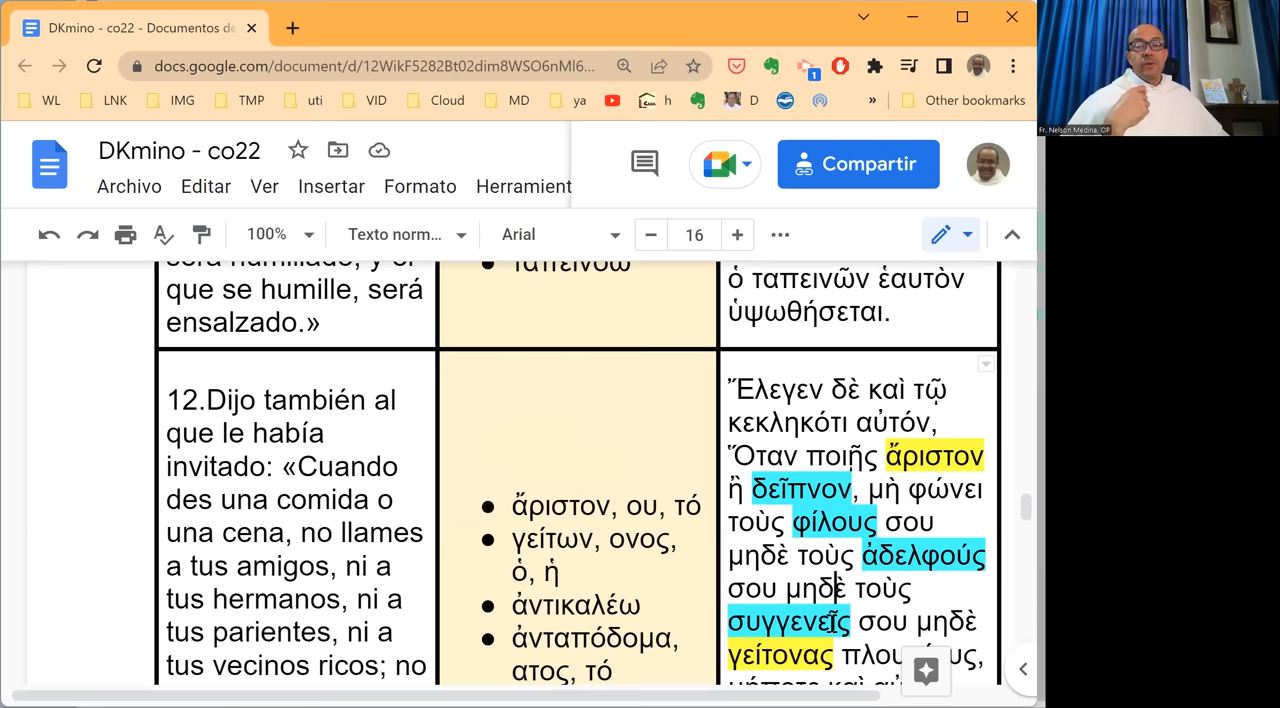 DKmino - co22 - Documentos de
docs.google.com/document/d/12WikF528FT02dim8WSO6nMl6...
1
WL LNK IMG TMP uti VID Cloud MD ya h D » Other bookmarks
Fr. Nelson Medina, OP
DKmino - co22
Compartir
Archivo Editar Ver Insertar Formato Herramient
100% Texto norm... Arial 16
que se humille, será
ensalzado.»
12.Dijo también al
que le había
invitado: «Cuando
des una comida o
una cena, no llames
a tus amigos, ni a
tus hermanos, ni a
tus parientes, ni a
tus vecinos ricos; no
ταπεινόω
ἄριστον, ου, τό
γείτων, ονος,
ὁ, ἡ
ἀντικαλέω
ἀνταπόδομα,
ατος, τό
ὁ ταπεινῶν ἑαυτὸν
ὑψωθήσεται.
Ἔλεγεν δὲ καὶ τῷ
κεκληκότι αὐτόν,
Ὅταν ποιῇς ἄριστον
ἢ δεῖπνον, μὴ φώνει
τοὺς φίλους σου
μηδὲ τοὺς ἀδελφούς
σου μηδὲ τοὺς
συγγενεῖς σου μηδὲ
γείτονας